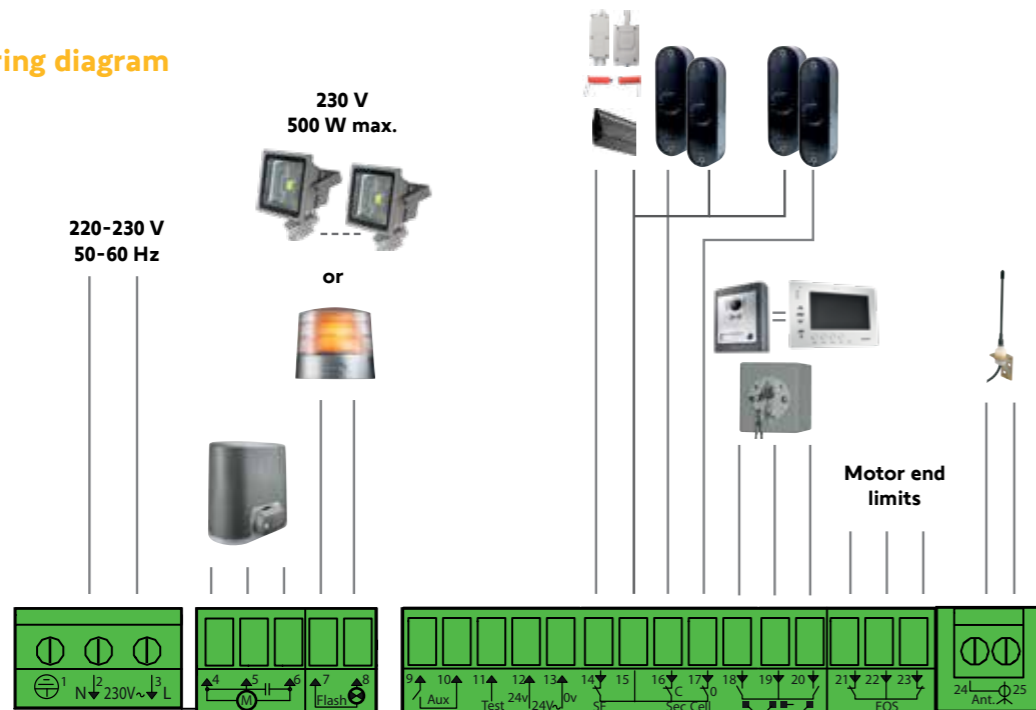 ring diagram
230 V
500 W max.
220-230 V
50-60 Hz
or
Motor end
limits
1 N 2 230V~ 3 L
4 5 6
M
7 8
Flash
9 10 11 12 13 14 15 16 17 18 19 20
Aux Test 24v 24V~ 0v SE C 0
Sec Cell
21 22 23
EOS
24 25
Ant.